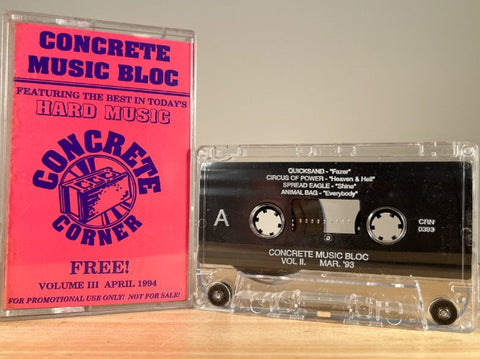 CONCRETE
MUSIC BLOC
FEATURING THE BEST IN TODAY'S
HARD MUSIC
CONCRETE
CORNER
FREE!
VOLUME III APRIL 1994
FOR PROMOTIONAL USE ONLY! NOT FOR SALE!
QUICKSAND - "Fazer"
CIRCUS OF POWER - "Heaven & Hell"
SPREAD EAGLE - "Shine"
ANIMAL BAG - "Everybody"
A
CRN
0393
CONCRETE MUSIC BLOC
VOL II. MAR. '93